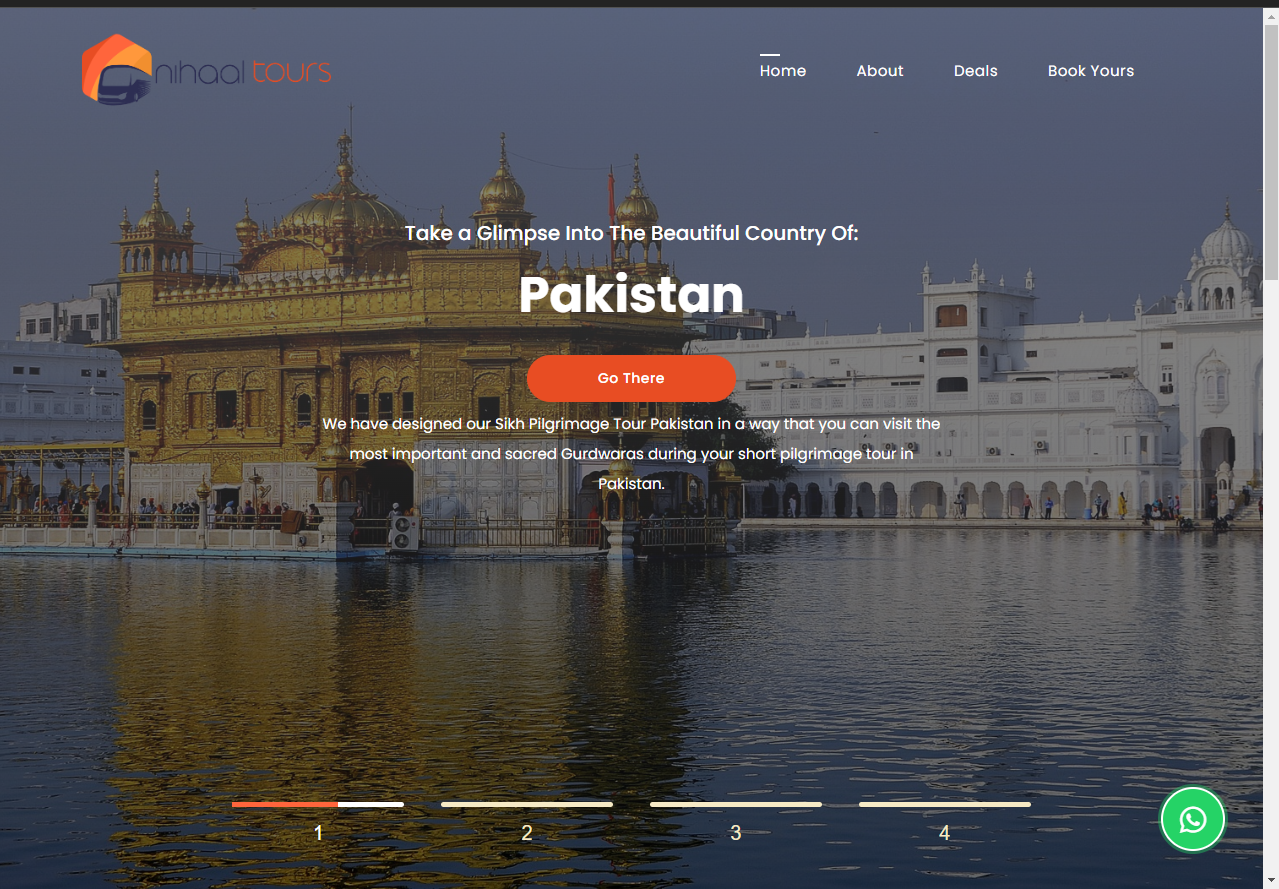 nihaal tours
Home
About
Deals
Book Yours
Take a Glimpse Into The Beautiful Country Of:
Pakistan
Go There
We have designed our Sikh Pilgrimage Tour Pakistan in a way that you can visit the
most important and sacred Gurdwaras during your short pilgrimage tour in
Pakistan.
1
2
3
4